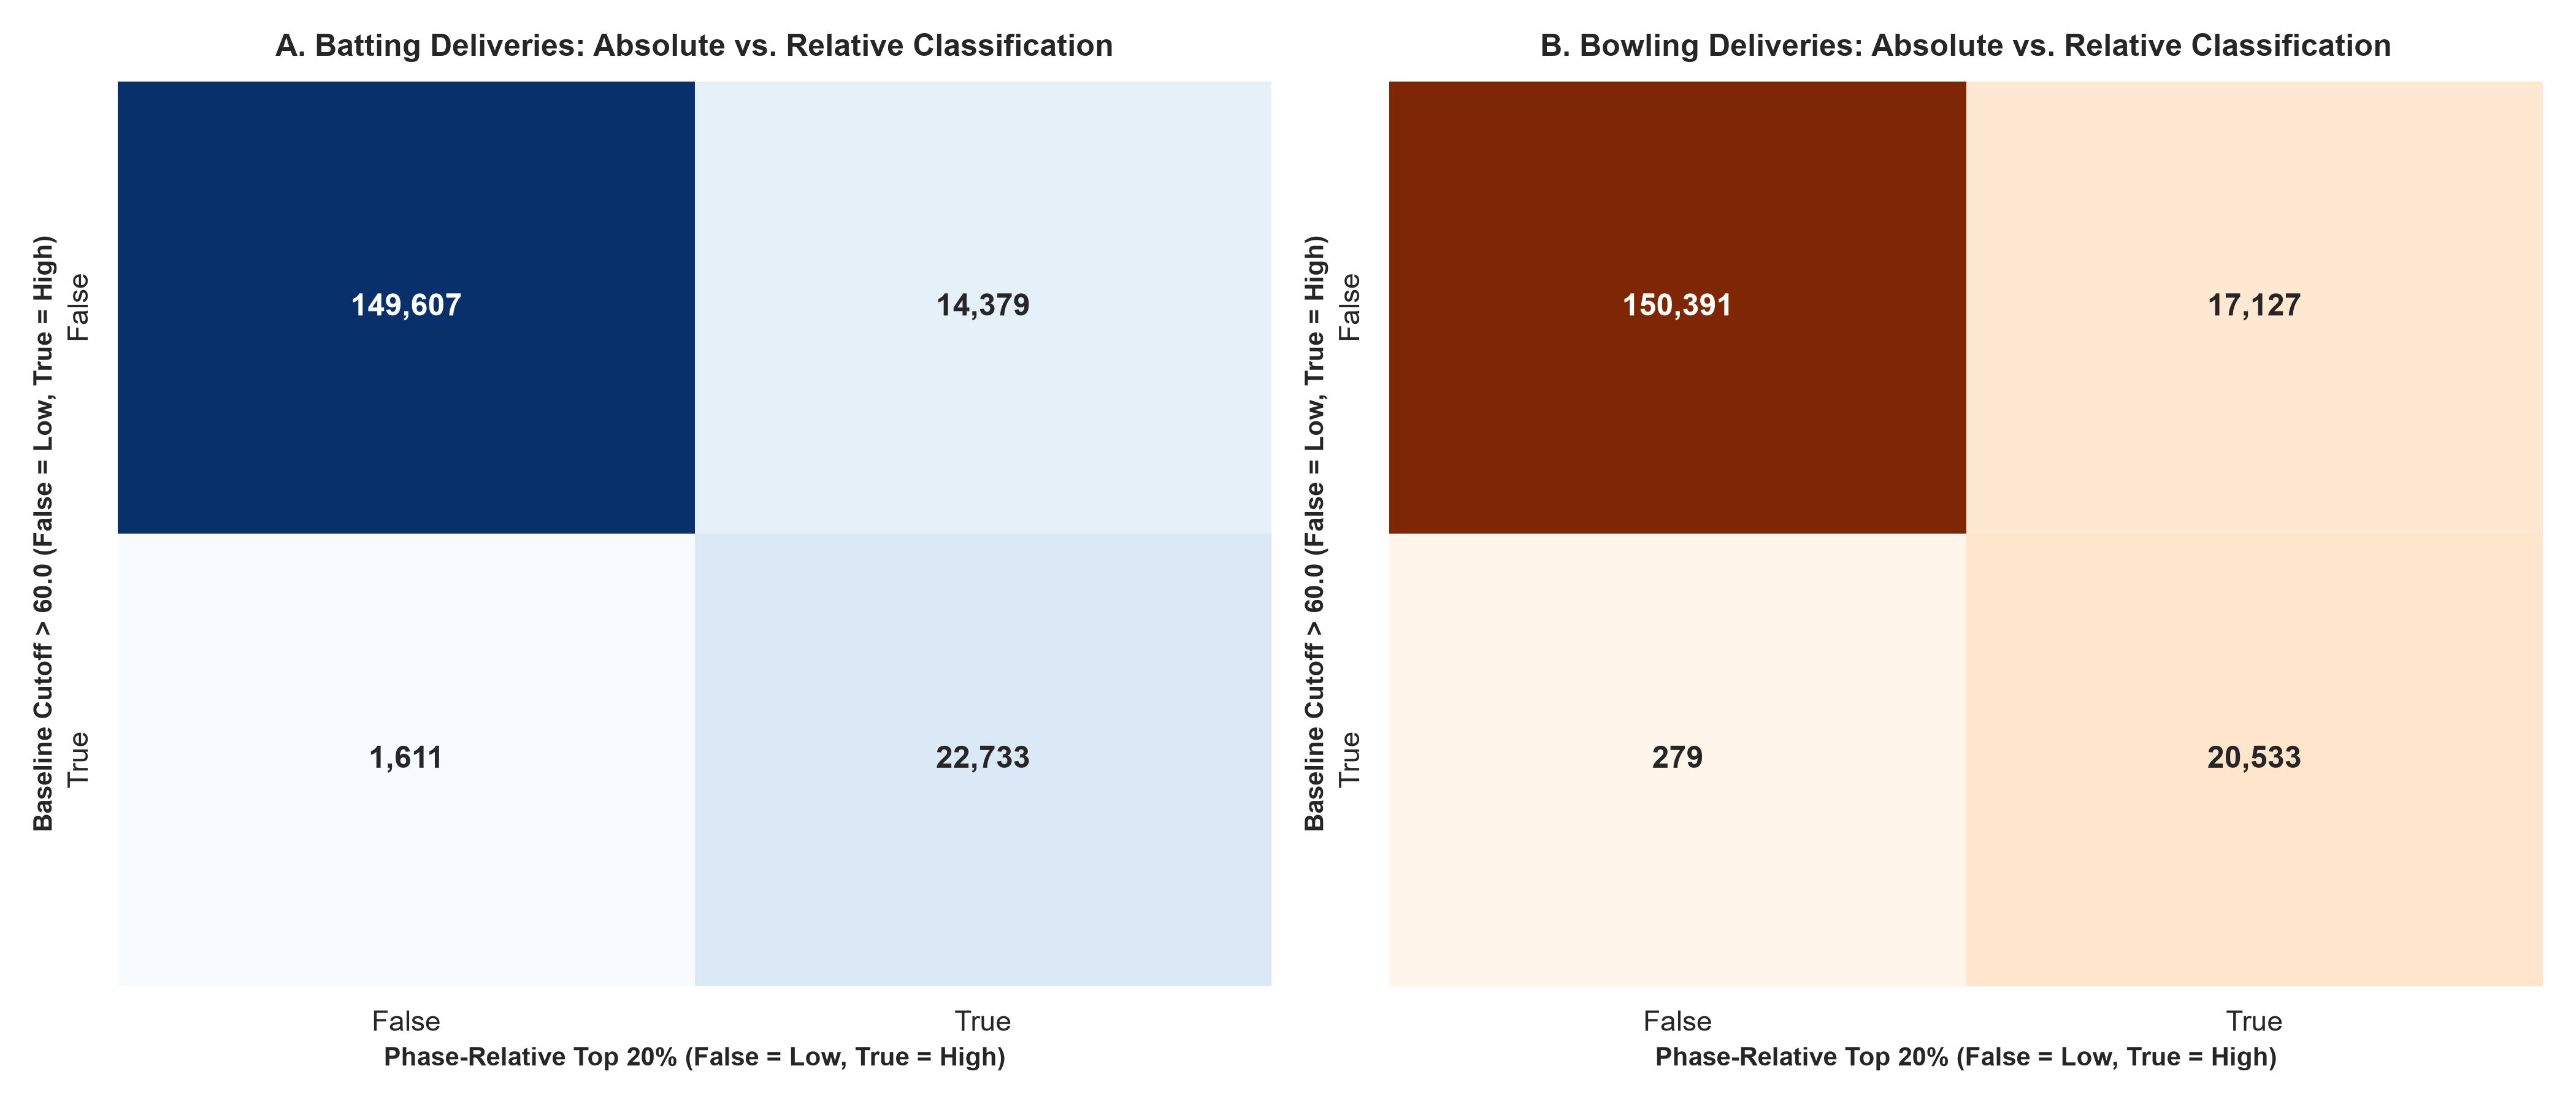 A. Batting Deliveries: Absolute vs. Relative Classification
Baseline Cutoff > 60.0 (False = Low, True = High)
False
True
149,607
14,379
1,611
22,733
False
True
Phase-Relative Top 20% (False = Low, True = High)
B. Bowling Deliveries: Absolute vs. Relative Classification
Baseline Cutoff > 60.0 (False = Low, True = High)
False
True
150,391
17,127
279
20,533
False
True
Phase-Relative Top 20% (False = Low, True = High)